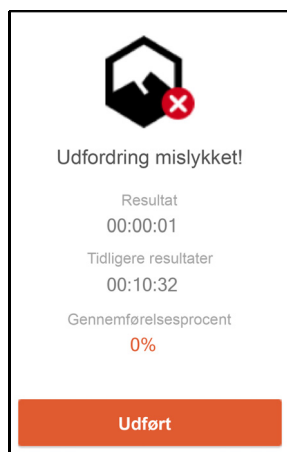 Udfordring mislykket!
Resultat
00:00:01
Tidligere resultater
00:10:32
Gennemførelsesprocent
0%
Udført